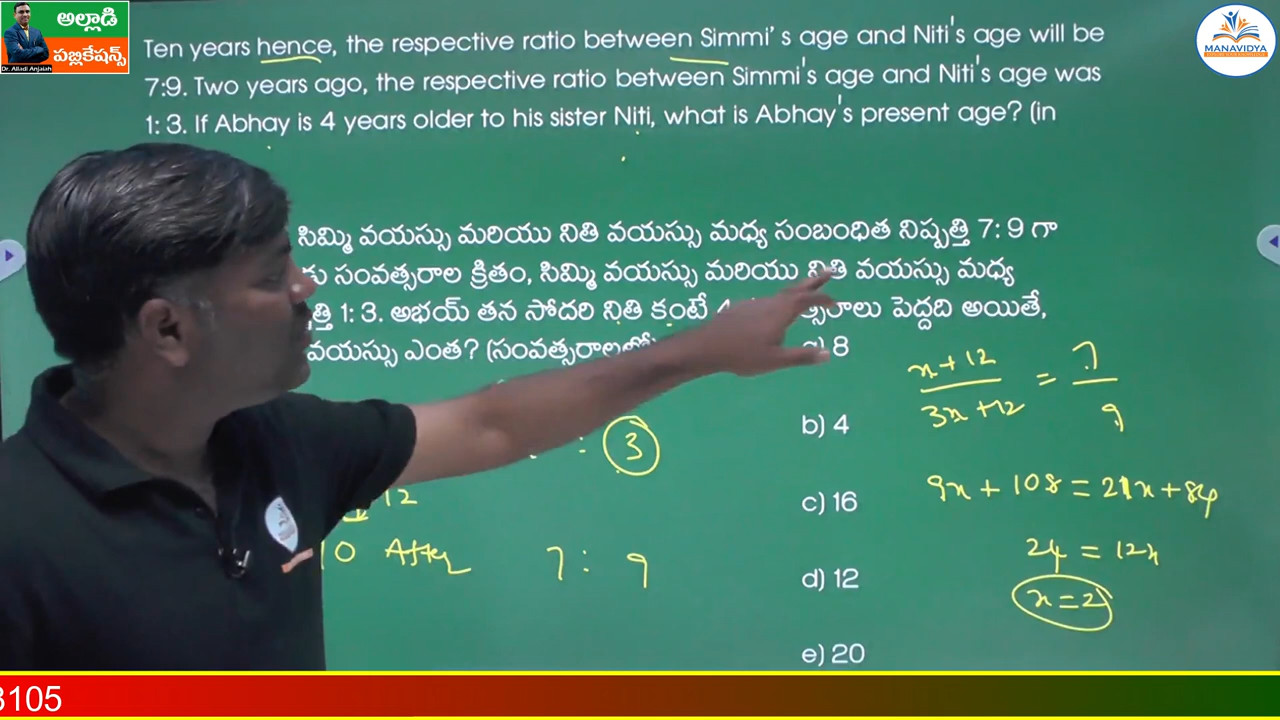 అల్లాడి
పబ్లికేషన్స్
Dr. Alladi Anjaiah
MANAVIDYA
Ten years hence, the respective ratio between Simmi's age and Niti's age will be
7:9. Two years ago, the respective ratio between Simmi's age and Niti's age was
1: 3. If Abhay is 4 years older to his sister Niti, what is Abhay's present age? (in
సిమ్మి వయస్సు మరియు నితి వయస్సు మధ్య సంబంధిత నిష్పత్తి 7: 9 గా
సంవత్సరాల క్రితం, సిమ్మి వయస్సు మరియు నితి వయస్సు మధ్య
1: 3. అభయ్ తన సోదరి నితి కంటే 4 పెద్దది అయితే,
వయస్సు ఎంత? (సంవత్సరాలలో)
8
b) 4
c) 16
d) 12
e) 20
: 3
12
10 After 7 : 9
x+12 / 3x+12 = 7 / 9
9x + 108 = 21x + 84
24 = 12x
x = 2
3105